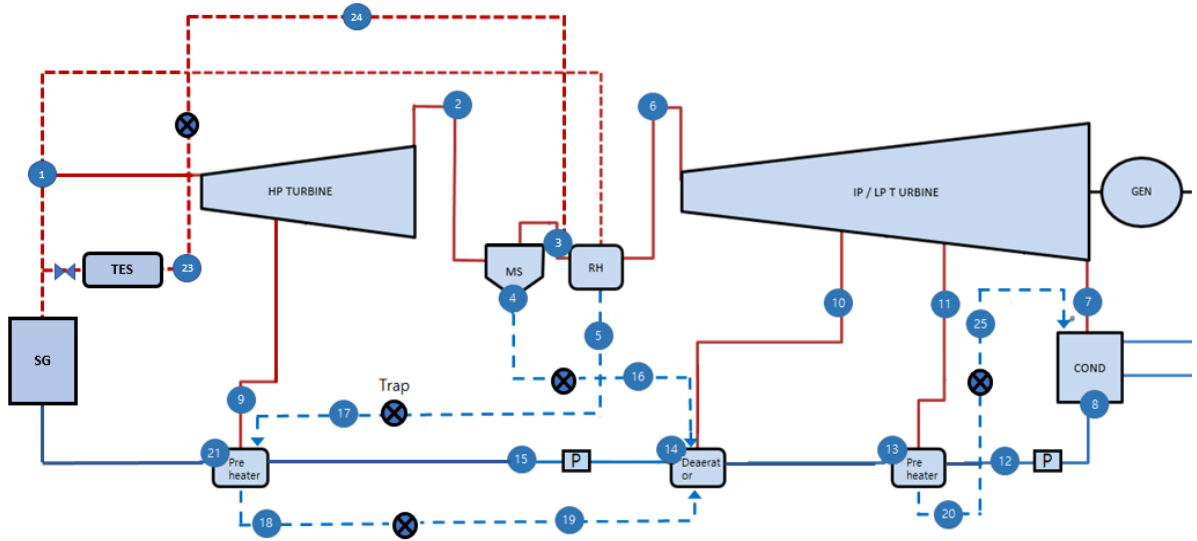 24
2
6
1
HP TURBINE
IP / LP T URBINE
GEN
3
TES
23
MS
RH
4
10
11
25
7
5
SG
COND
Trap
16
9
17
8
21
15
P
14
13
12
P
Pre
heater
Deaerat
or
Pre
heater
18
19
20